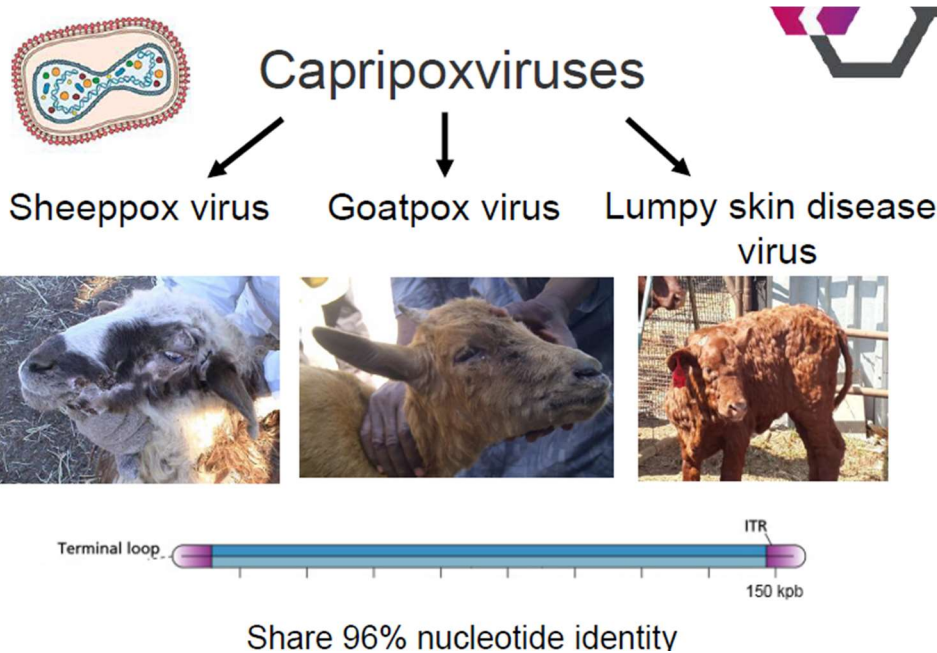 Capripoxviruses
Sheeppox virus
Goatpox virus
Lumpy skin disease
virus
ITR
Terminal loop
150 kpb
Share 96% nucleotide identity